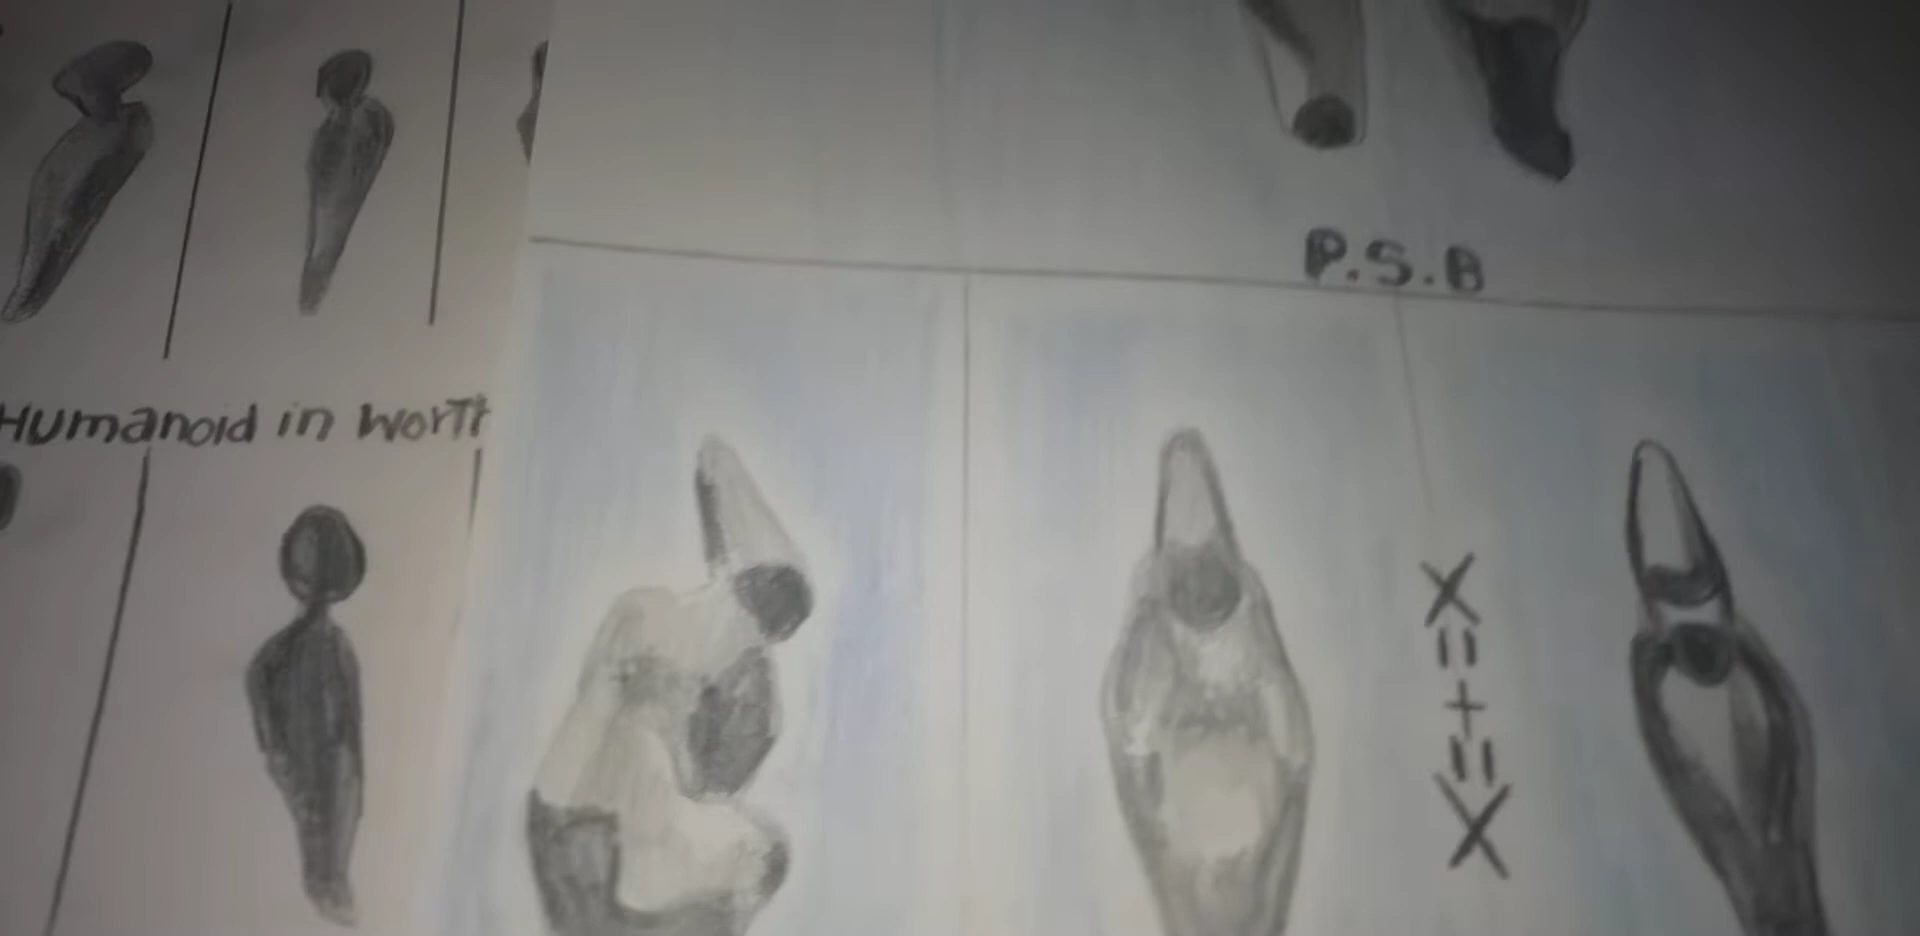 P.S.B
Humanoid in
X
=
+
=
X